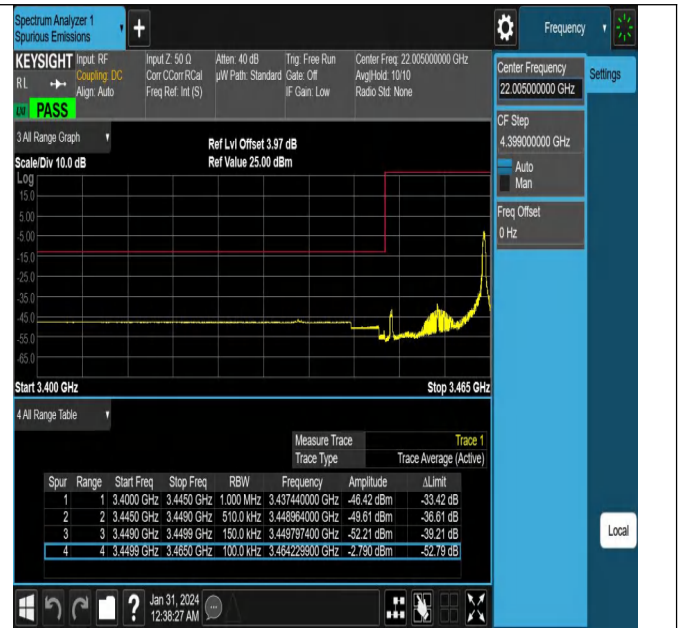 Spectrum Analyzer 1
Spurious Emissions
Frequency
KEYSIGHT
RL
LXI PASS
Input: RF
Coupling: DC
Align: Auto
Input Z: 50 Ω
Corr CCorr RCal
Freq Ref: Int (S)
Atten: 40 dB
µW Path: Standard
Trig: Free Run
Gate: Off
IF Gain: Low
Center Freq: 22.005000000 GHz
Avg|Hold: 10/10
Radio Std: None
Center Frequency
22.005000000 GHz
Settings
CF Step
4.399000000 GHz
Auto
Man
Freq Offset
0 Hz
3 All Range Graph
Scale/Div 10.0 dB
Ref Lvl Offset 3.97 dB
Ref Value 25.00 dBm
Log
15.0
5.00
-5.00
-15.0
-25.0
-35.0
-45.0
-55.0
-65.0
Start 3.400 GHz
Stop 3.465 GHz
4 All Range Table
Measure Trace Trace 1
Trace Type Trace Average (Active)
Spur Range Start Freq Stop Freq RBW Frequency Amplitude ΔLimit
1 1 3.4000 GHz 3.4450 GHz 1.000 MHz 3.437440000 GHz -46.42 dBm -33.42 dB
2 2 3.4450 GHz 3.4490 GHz 510.0 kHz 3.448964000 GHz -49.61 dBm -36.61 dB
3 3 3.4490 GHz 3.4499 GHz 150.0 kHz 3.449797400 GHz -52.21 dBm -39.21 dB
4 4 3.4499 GHz 3.4650 GHz 100.0 kHz 3.464229900 GHz -2.790 dBm -52.79 dB
Local
?
Jan 31, 2024
12:38:27 AM